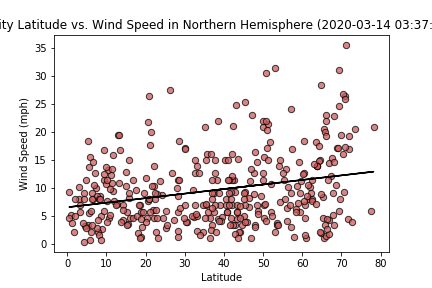 ity Latitude vs. Wind Speed in Northern Hemisphere (2020-03-14 03:37:
35
30
25
20
15
10
5
0
Wind Speed (mph)
0 10 20 30 40 50 60 70 80
Latitude